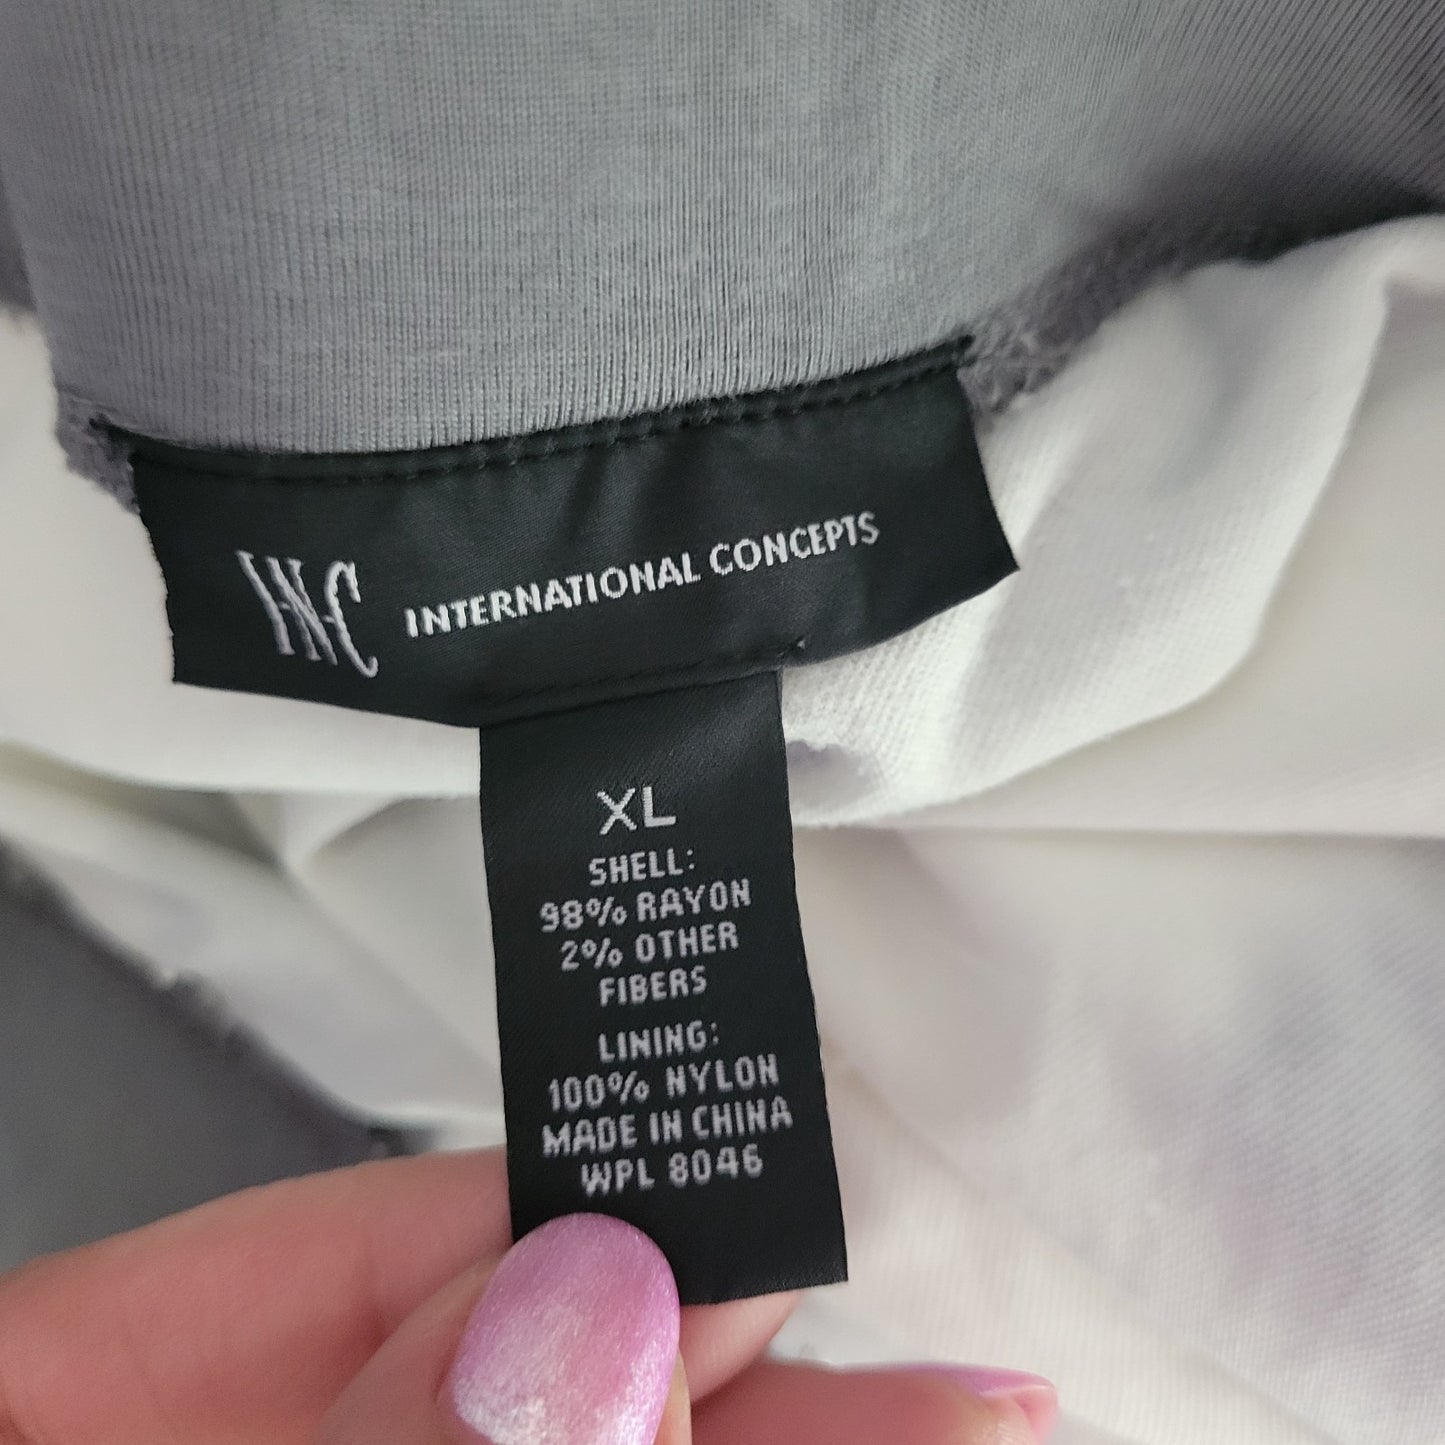 INC INTERNATIONAL CONCEPTS
XL
SHELL:
98% RAYON
2% OTHER
FIBERS
LINING:
100% NYLON
MADE IN CHINA
WPL 8046